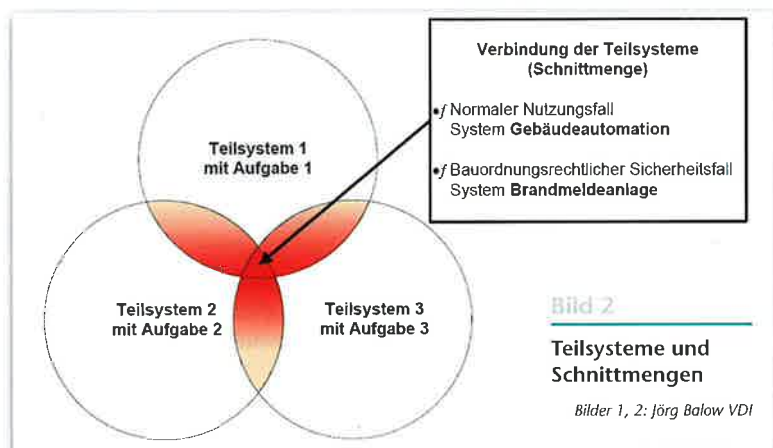 Verbindung der Teilsysteme
(Schnittmenge)
•ƒ Normaler Nutzungsfall
System Gebäudeautomation
•ƒ Bauordnungsrechtlicher Sicherheitsfall
System Brandmeldeanlage
Teilsystem 1
mit Aufgabe 1
Teilsystem 2
mit Aufgabe 2
Teilsystem 3
mit Aufgabe 3
Bild 2
Teilsysteme und
Schnittmengen
Bilder 1, 2: Jörg Balow VDI